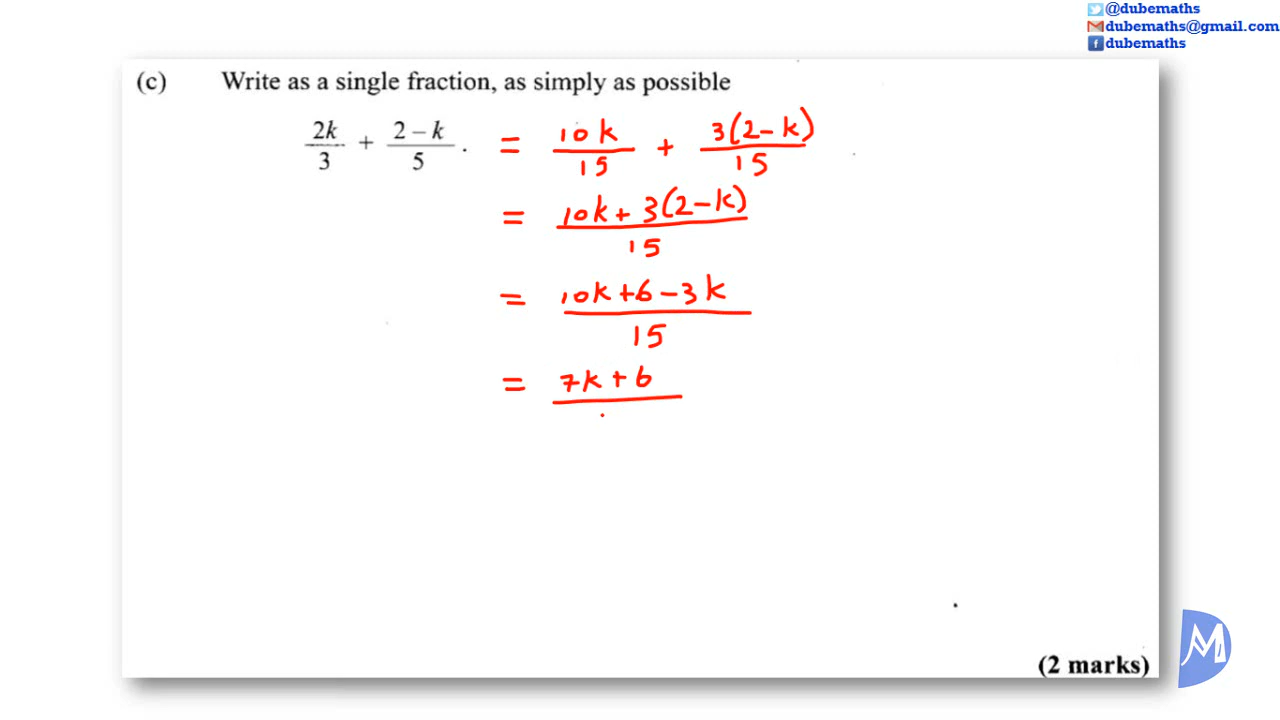 @dubemaths
dubemaths@gmail.com
dubemaths
(c) Write as a single fraction, as simply as possible
2k/3 + (2 – k)/5 . = 10k/15 + 3(2-k)/15
= (10k + 3(2-k))/15
= (10k+6-3k)/15
= 7k+6
(2 marks)
M